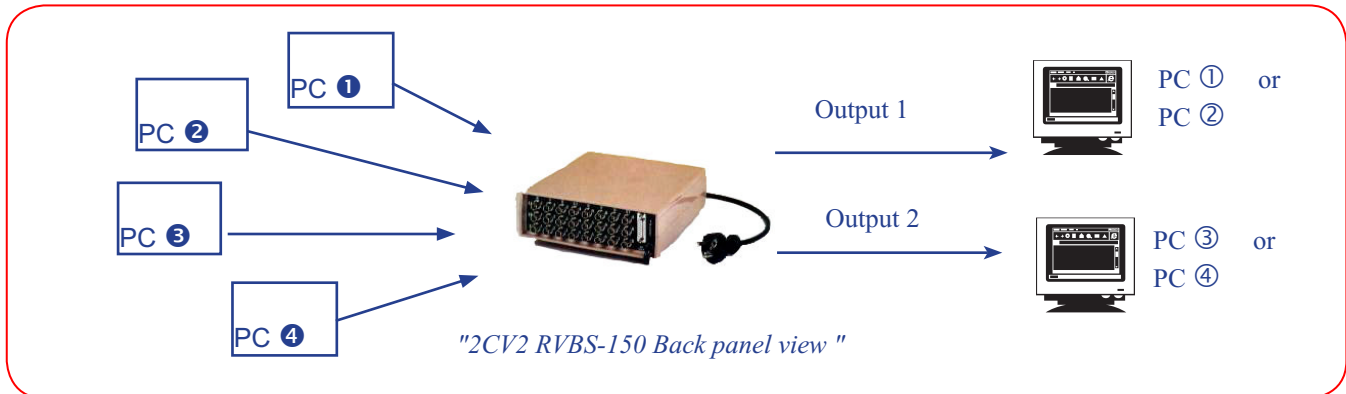 PC ❶
PC ❷
PC ❸
PC ❹
"2CV2 RVBS-150 Back panel view "
Output 1
Output 2
PC ① or
PC ②
PC ③ or
PC ④